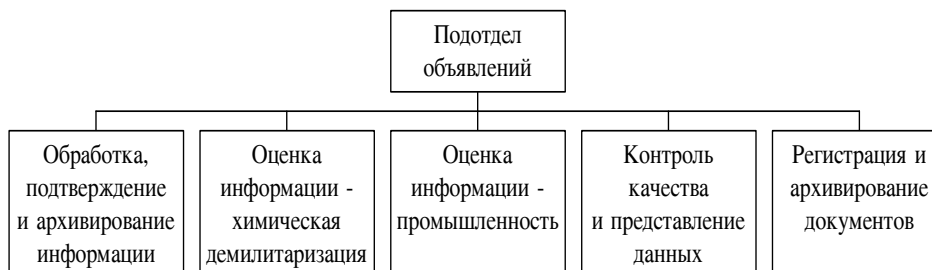 Подотдел
объявлений
Обработка,
подтверждение
и архивирование
информации
Оценка
информации -
химическая
демилитаризация
Оценка
информации -
промышленность
Контроль
качества
и представление
данных
Регистрация и
архивирование
документов